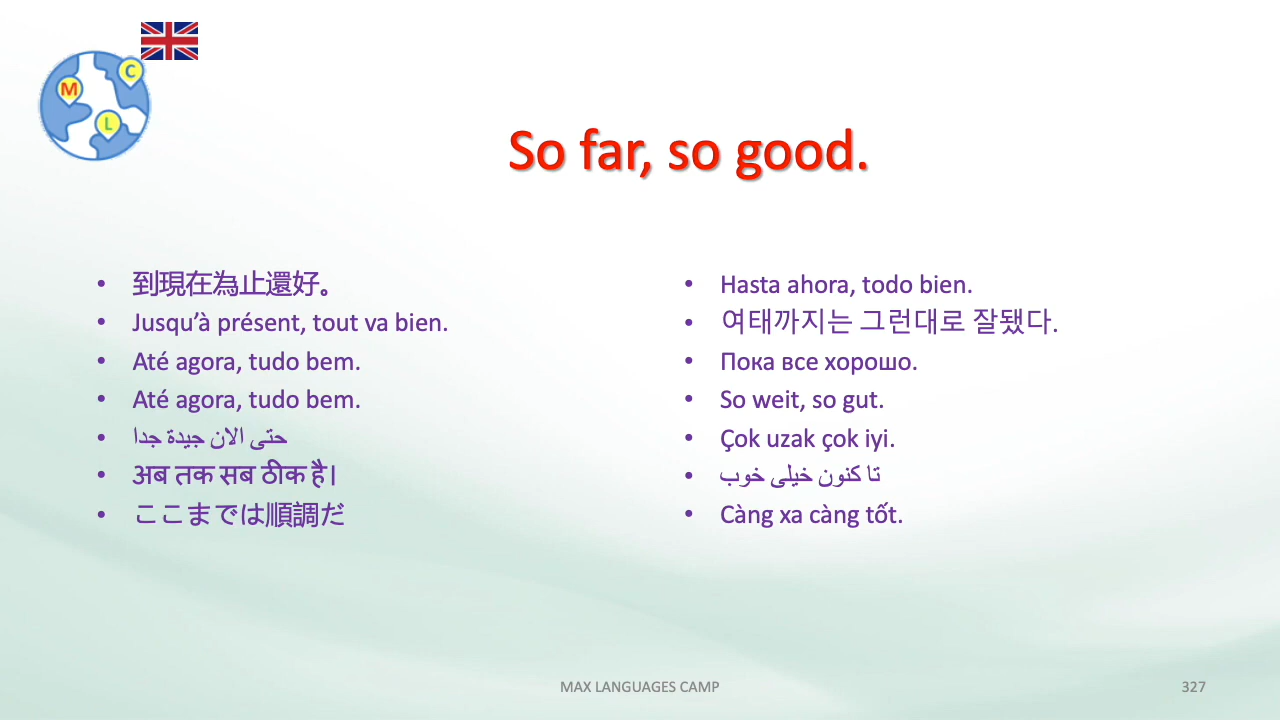 M
C
L
So far, so good.
到現在為止還好。
Jusqu’à présent, tout va bien.
Até agora, tudo bem.
Até agora, tudo bem.
حتى الان جيدة جدا
अब तक सब ठीक है।
ここまでは順調だ
Hasta ahora, todo bien.
여태까지는 그런대로 잘됐다.
Пока все хорошо.
So weit, so gut.
Çok uzak çok iyi.
تا کنون خیلی خوب
Càng xa càng tốt.
MAX LANGUAGES CAMP
327